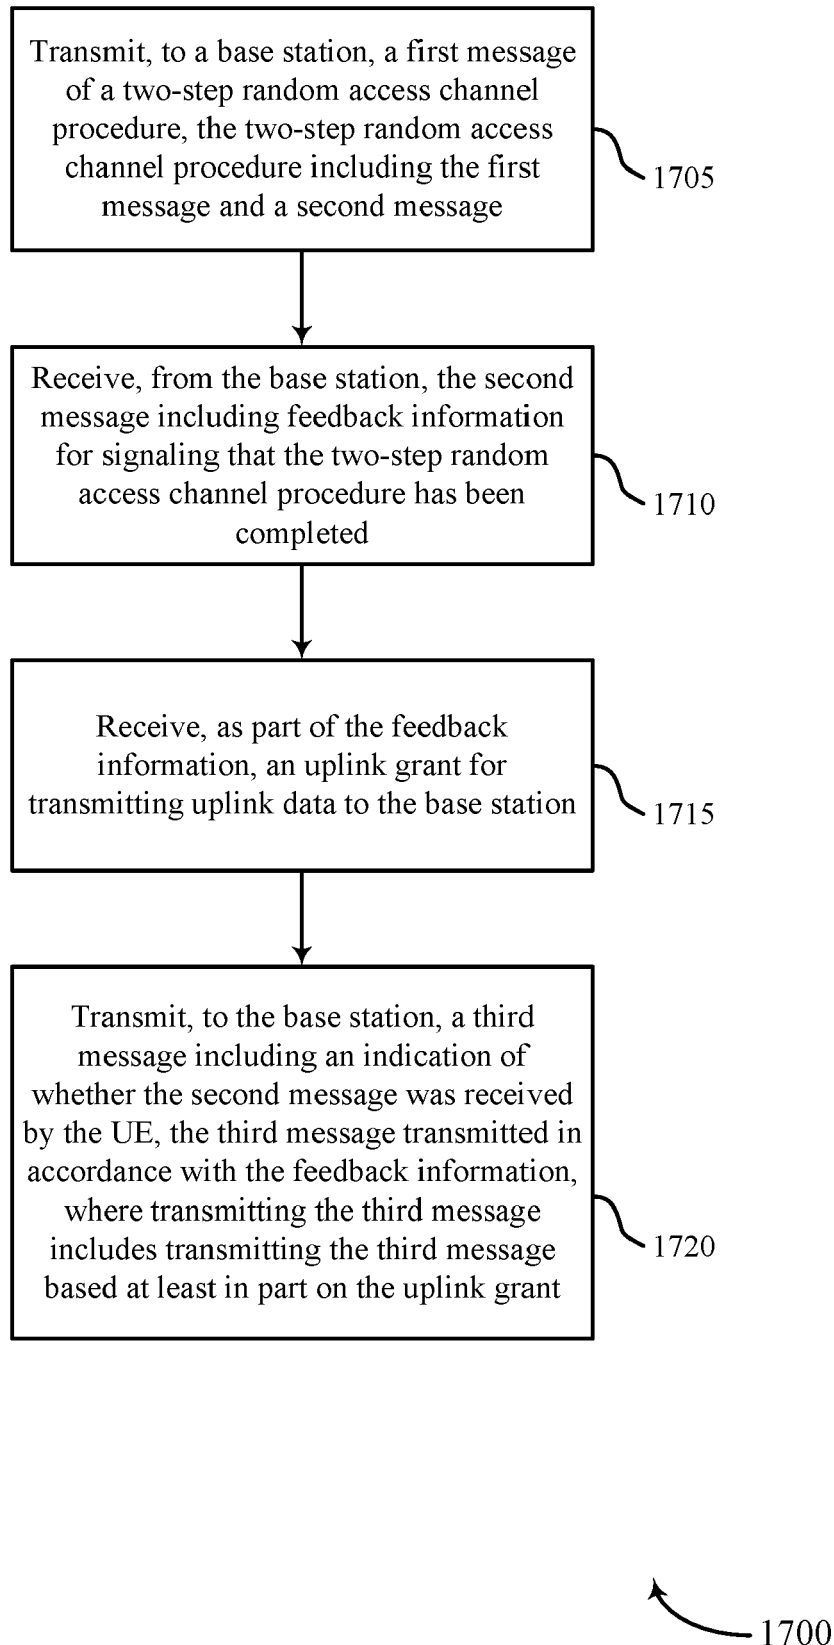 Transmit, to a base station, a first message
of a two-step random access channel
procedure, the two-step random access
channel procedure including the first
message and a second message
1705
Receive, from the base station, the second
message including feedback information
for signaling that the two-step random
access channel procedure has been
completed
1710
Receive, as part of the feedback
information, an uplink grant for
transmitting uplink data to the base station
1715
Transmit, to the base station, a third
message including an indication of
whether the second message was received
by the UE, the third message transmitted in
accordance with the feedback information,
where transmitting the third message
includes transmitting the third message
based at least in part on the uplink grant
1720
1700